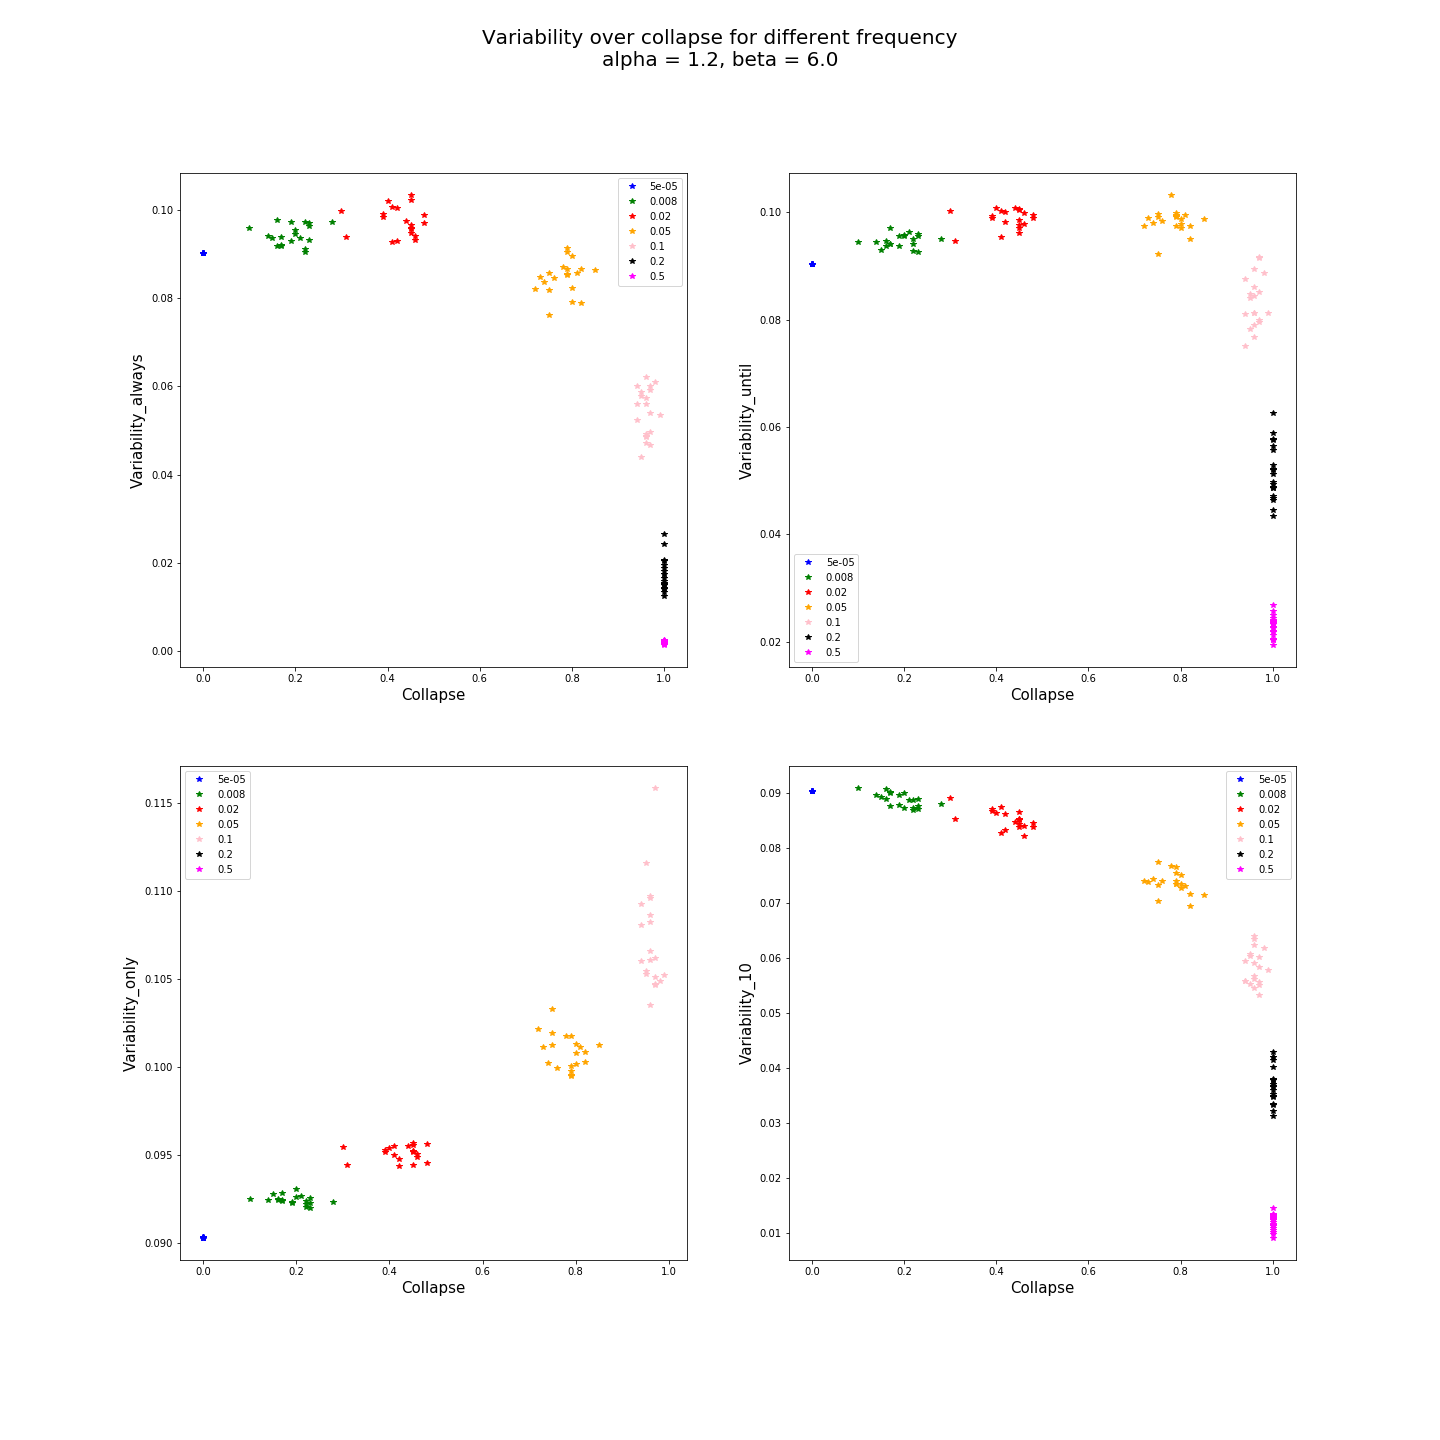 Variability over collapse for different frequency
alpha = 1.2, beta = 6.0
Variability_always
0.10
0.08
0.06
0.04
0.02
0.00
5e-05
0.008
0.02
0.05
0.1
0.2
0.5
0.0 0.2 0.4 0.6 0.8 1.0
Collapse
Variability_until
0.10
0.08
0.06
0.04
0.02
5e-05
0.008
0.02
0.05
0.1
0.2
0.5
0.0 0.2 0.4 0.6 0.8 1.0
Collapse
Variability_only
0.115
0.110
0.105
0.100
0.095
0.090
5e-05
0.008
0.02
0.05
0.1
0.2
0.5
0.0 0.2 0.4 0.6 0.8 1.0
Collapse
Variability_10
0.09
0.08
0.07
0.06
0.05
0.04
0.03
0.02
0.01
5e-05
0.008
0.02
0.05
0.1
0.2
0.5
0.0 0.2 0.4 0.6 0.8 1.0
Collapse